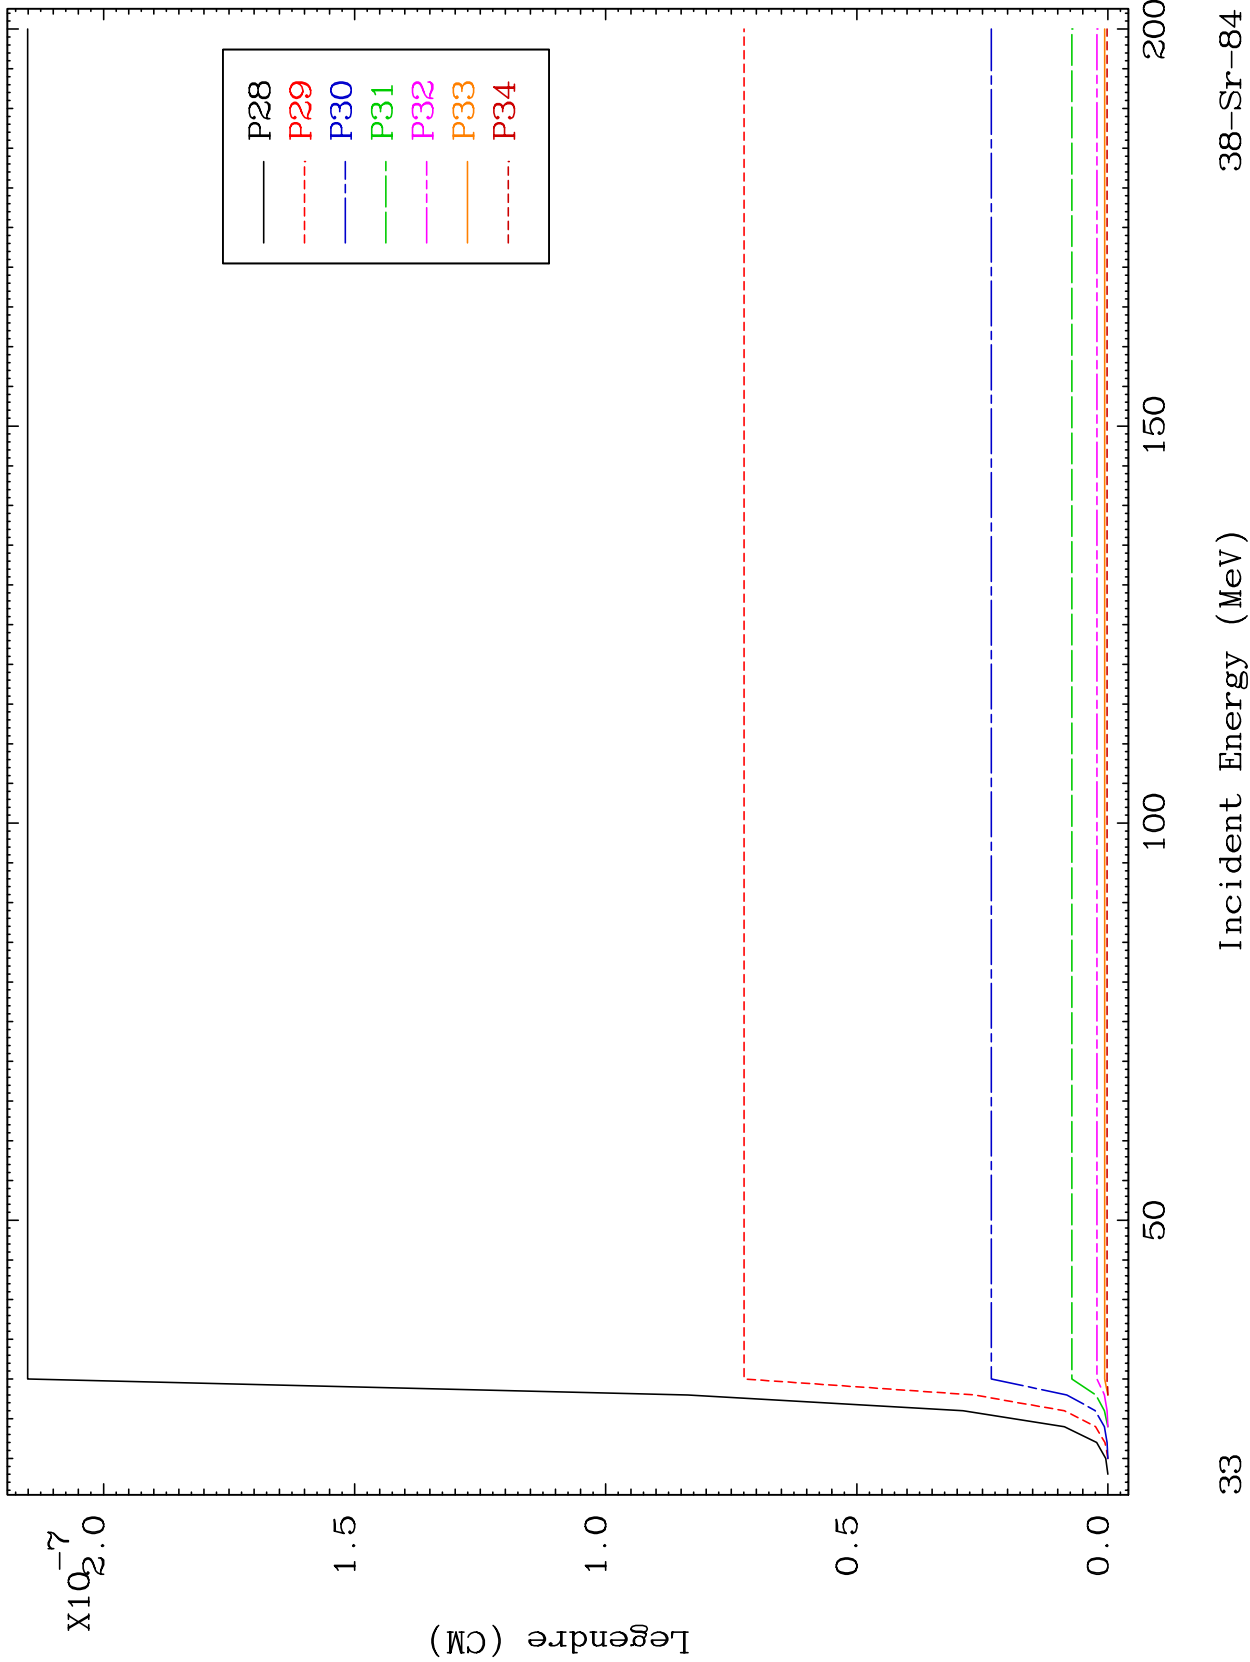 X10-7
2.0
1.5
1.0
0.5
0.0
Legendre (CM)
P28
P29
P30
P31
P32
P33
P34
50
100
150
200
33
Incident Energy (MeV)
38-Sr-84